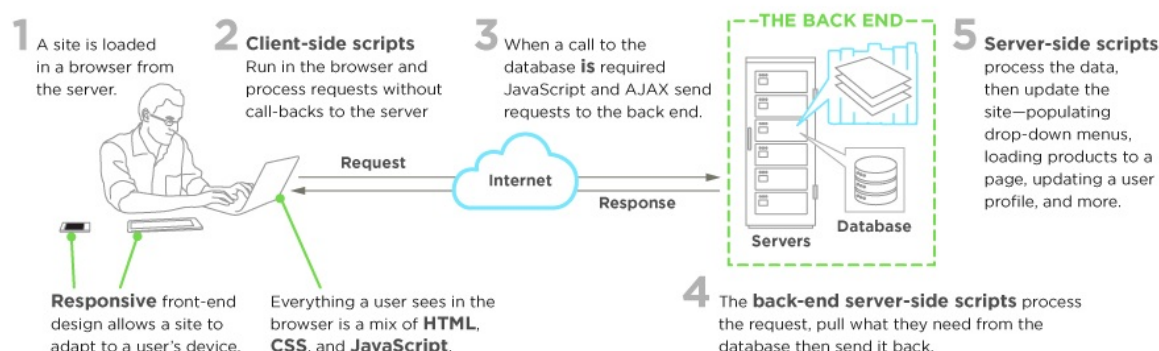 1 A site is loaded
in a browser from
the server.
2 Client-side scripts
Run in the browser and
process requests without
call-backs to the server
3 When a call to the
database is required
JavaScript and AJAX send
requests to the back end.
THE BACK END
5 Server-side scripts
process the data,
then update the
site—populating
drop-down menus,
loading products to a
page, updating a user
profile, and more.
Request
Internet
Response
Servers
Database
Responsive front-end
design allows a site to
adapt to a user's device.
Everything a user sees in the
browser is a mix of HTML,
CSS, and JavaScript.
4 The back-end server-side scripts process
the request, pull what they need from the
database then send it back.